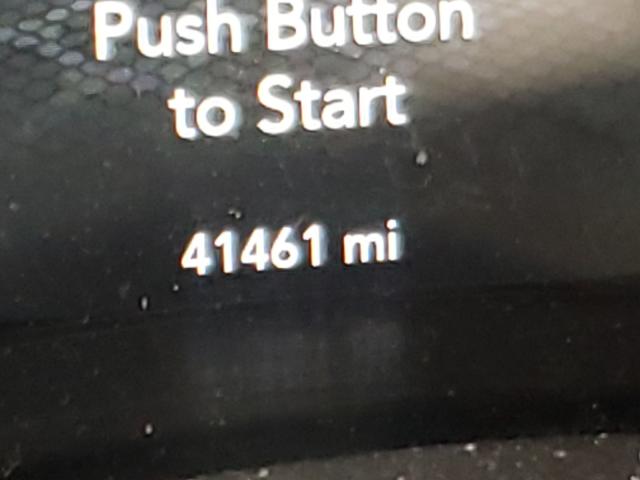 Push Button
to Start
41461 mi